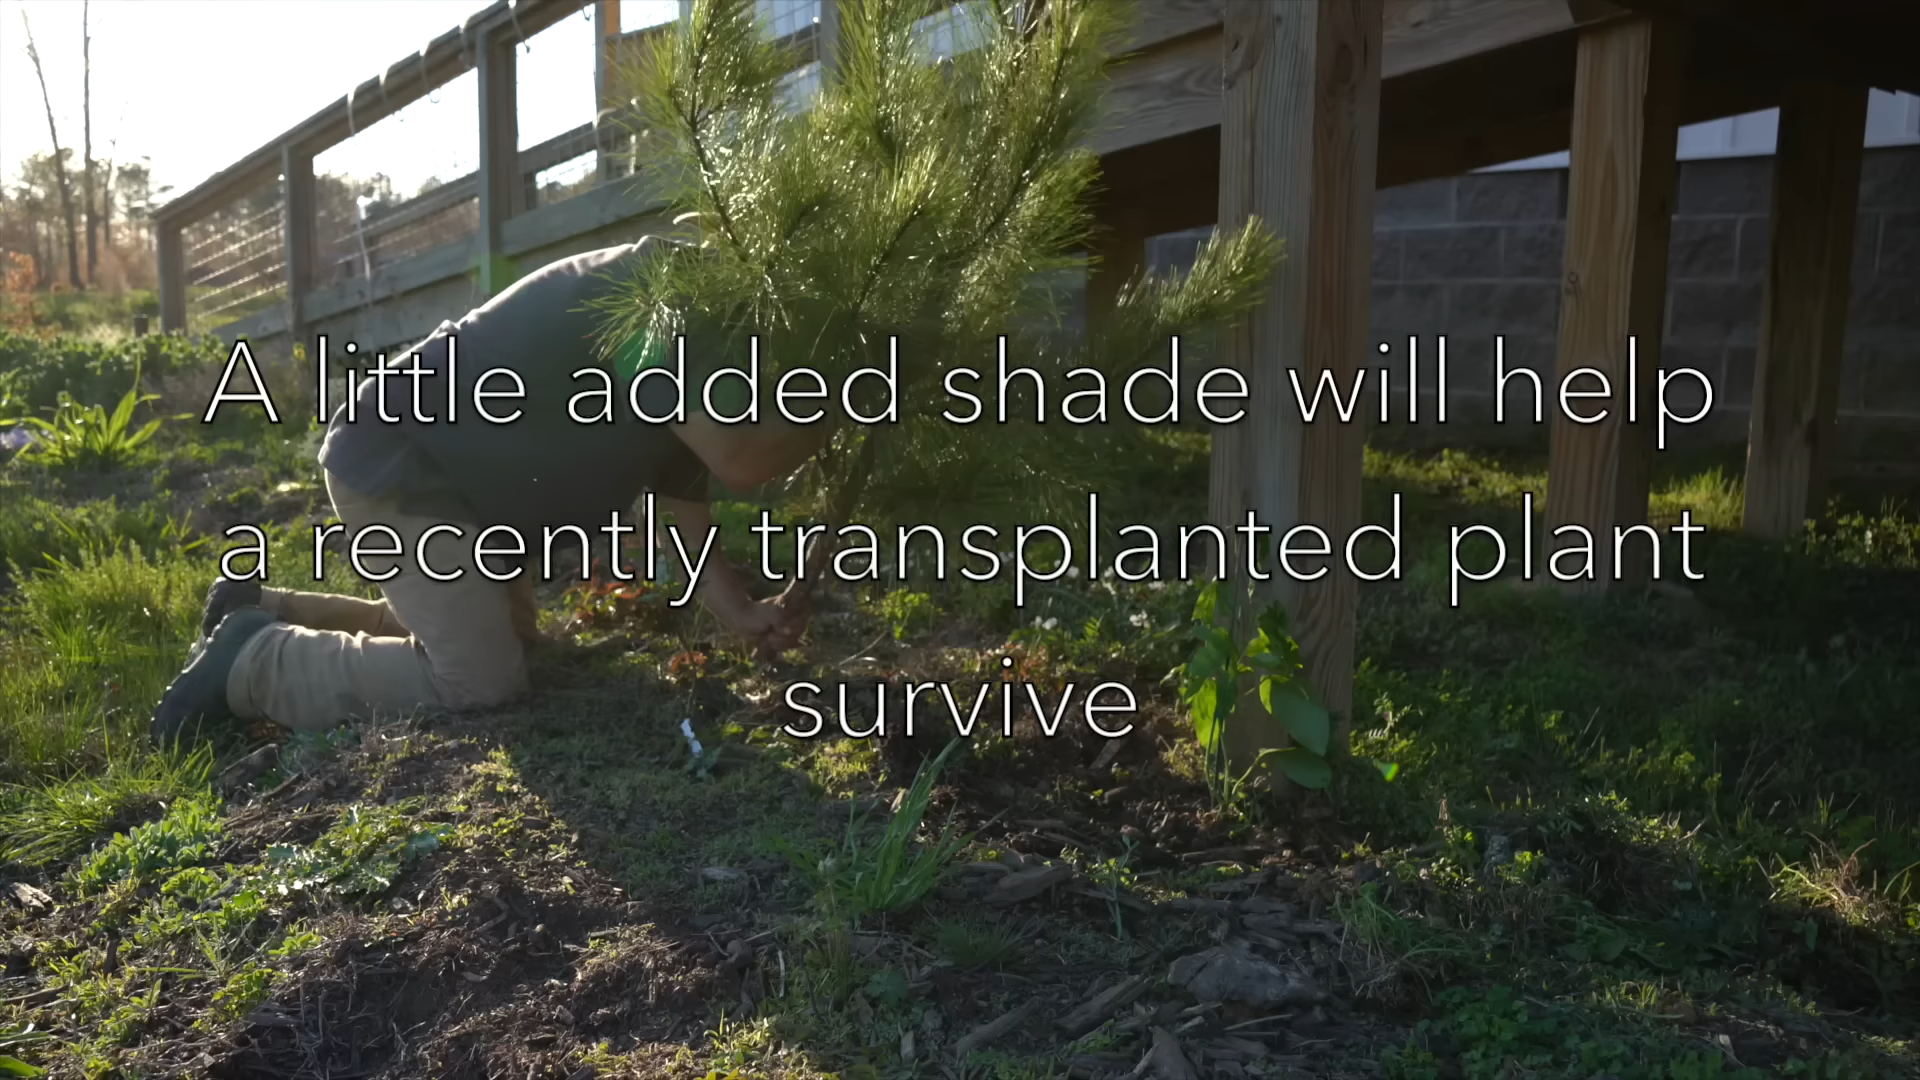 A little added shade will help
a recently transplanted plant
survive